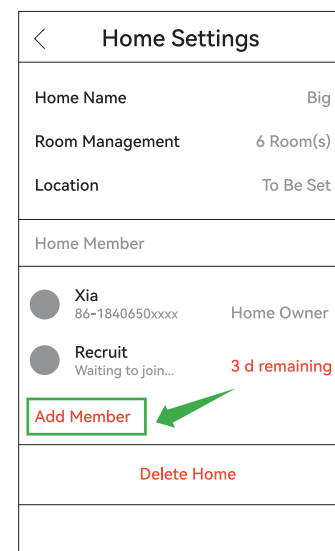 Home Settings
Home Name Big
Room Management 6 Room(s)
Location To Be Set
Home Member
Xia
86-1840650xxxx Home Owner
Recruit
Waiting to join... 3 d remaining
Add Member
Delete Home